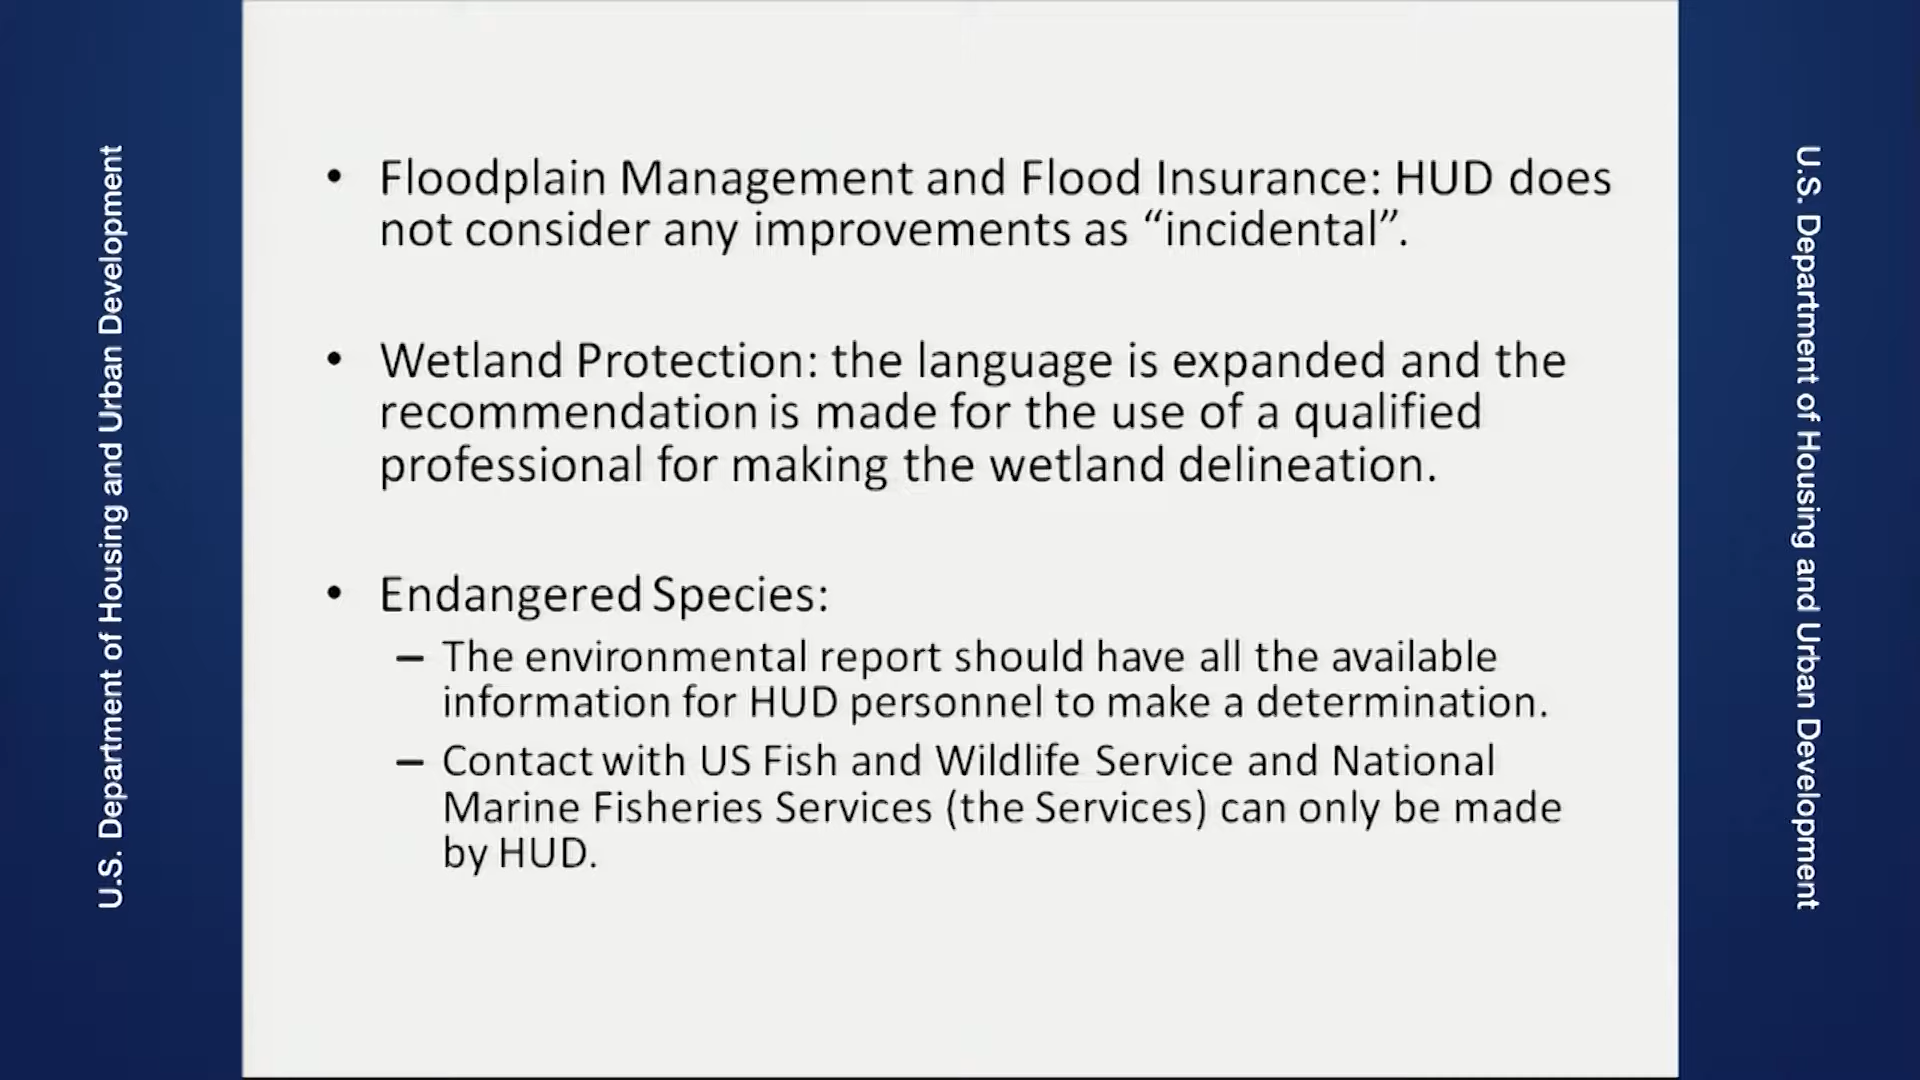 U.S. Department of Housing and Urban Development
• Floodplain Management and Flood Insurance: HUD does
not consider any improvements as “incidental”.
• Wetland Protection: the language is expanded and the
recommendation is made for the use of a qualified
professional for making the wetland delineation.
• Endangered Species:
– The environmental report should have all the available
information for HUD personnel to make a determination.
– Contact with US Fish and Wildlife Service and National
Marine Fisheries Services (the Services) can only be made
by HUD.
U.S. Department of Housing and Urban Development